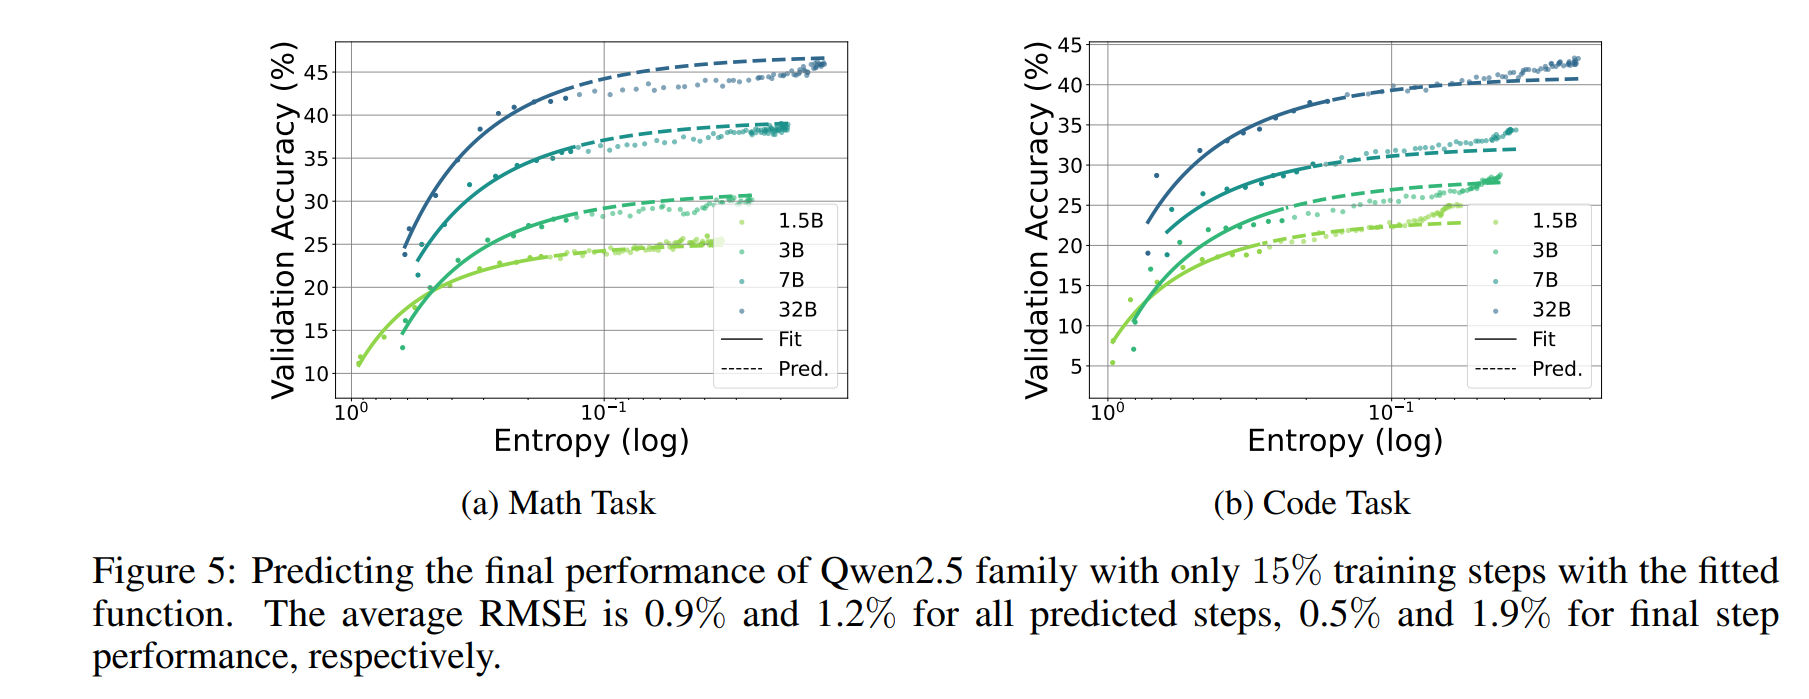 Validation Accuracy (%)
45
40
35
30
25
20
15
10
10⁰
10⁻¹
Entropy (log)
1.5B
3B
7B
32B
Fit
Pred.
(a) Math Task
Validation Accuracy (%)
45
40
35
30
25
20
15
10
5
10⁰
10⁻¹
Entropy (log)
1.5B
3B
7B
32B
Fit
Pred.
(b) Code Task
Figure 5: Predicting the final performance of Qwen2.5 family with only 15% training steps with the fitted
function. The average RMSE is 0.9% and 1.2% for all predicted steps, 0.5% and 1.9% for final step
performance, respectively.